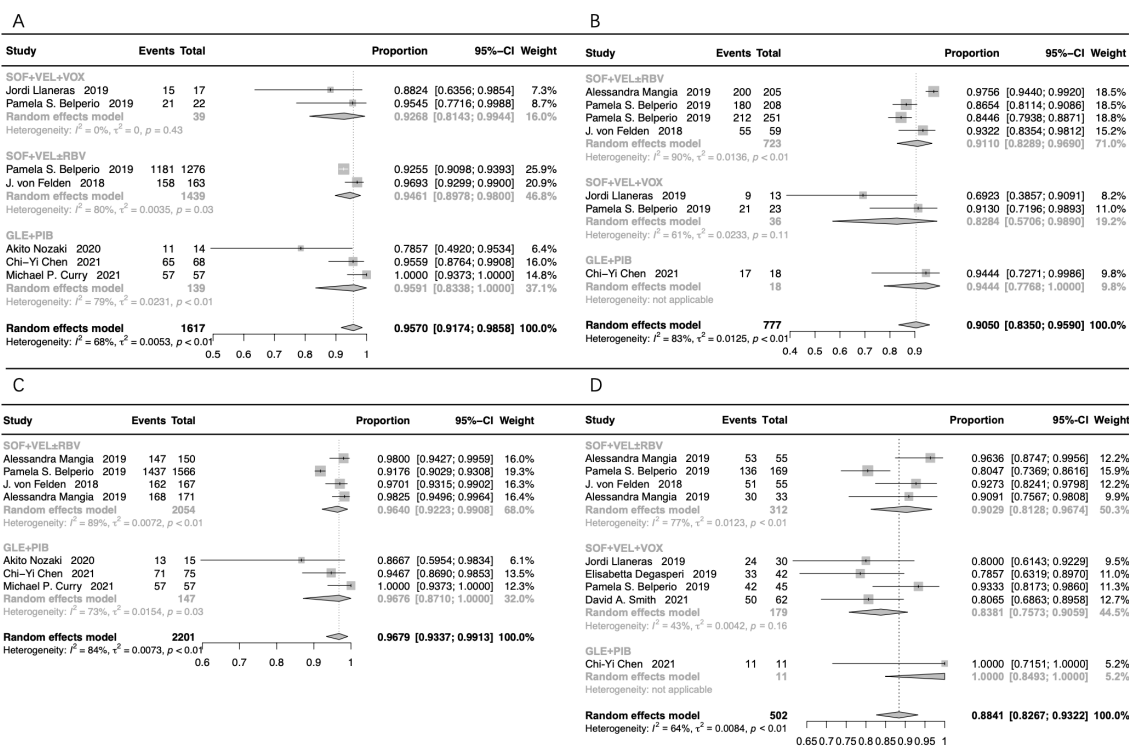 A
Study Events Total Proportion 95%−CI Weight
SOF+VEL+VOX
Jordi Llaneras 2019 15 17 0.8824 [0.6356; 0.9854] 7.3%
Pamela S. Belperio 2019 21 22 0.9545 [0.7716; 0.9988] 8.7%
Random effects model 39 0.9268 [0.8143; 0.9944] 16.0%
Heterogeneity: I² = 0%, τ² = 0, p = 0.43
SOF+VEL±RBV
Pamela S. Belperio 2019 1181 1276 0.9255 [0.9098; 0.9393] 25.9%
J. von Felden 2018 158 163 0.9693 [0.9299; 0.9900] 20.9%
Random effects model 1439 0.9461 [0.8978; 0.9800] 46.8%
Heterogeneity: I² = 80%, τ² = 0.0035, p = 0.03
GLE+PIB
Akito Nozaki 2020 11 14 0.7857 [0.4920; 0.9534] 6.4%
Chi−Yi Chen 2021 65 68 0.9559 [0.8764; 0.9908] 16.0%
Michael P. Curry 2021 57 57 1.0000 [0.9373; 1.0000] 14.8%
Random effects model 139 0.9591 [0.8338; 1.0000] 37.1%
Heterogeneity: I² = 79%, τ² = 0.0231, p < 0.01
Random effects model 1617 0.9570 [0.9174; 0.9858] 100.0%
Heterogeneity: I² = 68%, τ² = 0.0053, p < 0.01
0.5 0.6 0.7 0.8 0.9 1
B
Study Events Total Proportion 95%−CI Weight
SOF+VEL±RBV
Alessandra Mangia 2019 200 205 0.9756 [0.9440; 0.9920] 18.5%
Pamela S. Belperio 2019 180 208 0.8654 [0.8114; 0.9086] 18.5%
Pamela S. Belperio 2019 212 251 0.8446 [0.7938; 0.8871] 18.8%
J. von Felden 2018 55 59 0.9322 [0.8354; 0.9812] 15.2%
Random effects model 723 0.9110 [0.8289; 0.9690] 71.0%
Heterogeneity: I² = 90%, τ² = 0.0136, p < 0.01
SOF+VEL+VOX
Jordi Llaneras 2019 9 13 0.6923 [0.3857; 0.9091] 8.2%
Pamela S. Belperio 2019 21 23 0.9130 [0.7196; 0.9893] 11.0%
Random effects model 36 0.8284 [0.5706; 0.9890] 19.2%
Heterogeneity: I² = 61%, τ² = 0.0233, p = 0.11
GLE+PIB
Chi−Yi Chen 2021 17 18 0.9444 [0.7271; 0.9986] 9.8%
Random effects model 18 0.9444 [0.7768; 1.0000] 9.8%
Heterogeneity: not applicable
Random effects model 777 0.9050 [0.8350; 0.9590] 100.0%
Heterogeneity: I² = 83%, τ² = 0.0125, p < 0.01
0.4 0.5 0.6 0.7 0.8 0.9
C
Study Events Total Proportion 95%−CI Weight
SOF+VEL±RBV
Alessandra Mangia 2019 147 150 0.9800 [0.9427; 0.9959] 16.0%
Pamela S. Belperio 2019 1437 1566 0.9176 [0.9029; 0.9308] 19.3%
J. von Felden 2018 162 167 0.9701 [0.9315; 0.9902] 16.3%
Alessandra Mangia 2019 168 171 0.9825 [0.9496; 0.9964] 16.4%
Random effects model 2054 0.9640 [0.9223; 0.9908] 68.0%
Heterogeneity: I² = 89%, τ² = 0.0072, p < 0.01
GLE+PIB
Akito Nozaki 2020 13 15 0.8667 [0.5954; 0.9834] 6.1%
Chi−Yi Chen 2021 71 75 0.9467 [0.8690; 0.9853] 13.5%
Michael P. Curry 2021 57 57 1.0000 [0.9373; 1.0000] 12.3%
Random effects model 147 0.9676 [0.8710; 1.0000] 32.0%
Heterogeneity: I² = 73%, τ² = 0.0154, p = 0.03
Random effects model 2201 0.9679 [0.9337; 0.9913] 100.0%
Heterogeneity: I² = 84%, τ² = 0.0073, p < 0.01
0.6 0.7 0.8 0.9 1
D
Study Events Total Proportion 95%−CI Weight
SOF+VEL±RBV
Alessandra Mangia 2019 53 55 0.9636 [0.8747; 0.9956] 12.2%
Pamela S. Belperio 2019 136 169 0.8047 [0.7369; 0.8616] 15.9%
J. von Felden 2018 51 55 0.9273 [0.8241; 0.9798] 12.2%
Alessandra Mangia 2019 30 33 0.9091 [0.7567; 0.9808] 9.9%
Random effects model 312 0.9029 [0.8128; 0.9674] 50.3%
Heterogeneity: I² = 77%, τ² = 0.0123, p < 0.01
SOF+VEL+VOX
Jordi Llaneras 2019 24 30 0.8000 [0.6143; 0.9229] 9.5%
Elisabetta Degasperi 2019 33 42 0.7857 [0.6319; 0.8970] 11.0%
Pamela S. Belperio 2019 42 45 0.9333 [0.8173; 0.9860] 11.3%
David A. Smith 2021 50 62 0.8065 [0.6863; 0.8958] 12.7%
Random effects model 179 0.8381 [0.7573; 0.9059] 44.5%
Heterogeneity: I² = 43%, τ² = 0.0042, p = 0.16
GLE+PIB
Chi−Yi Chen 2021 11 11 1.0000 [0.7151; 1.0000] 5.2%
Random effects model 11 1.0000 [0.8493; 1.0000] 5.2%
Heterogeneity: not applicable
Random effects model 502 0.8841 [0.8267; 0.9322] 100.0%
Heterogeneity: I² = 64%, τ² = 0.0084, p < 0.01
0.65 0.7 0.75 0.8 0.85 0.9 0.95 1